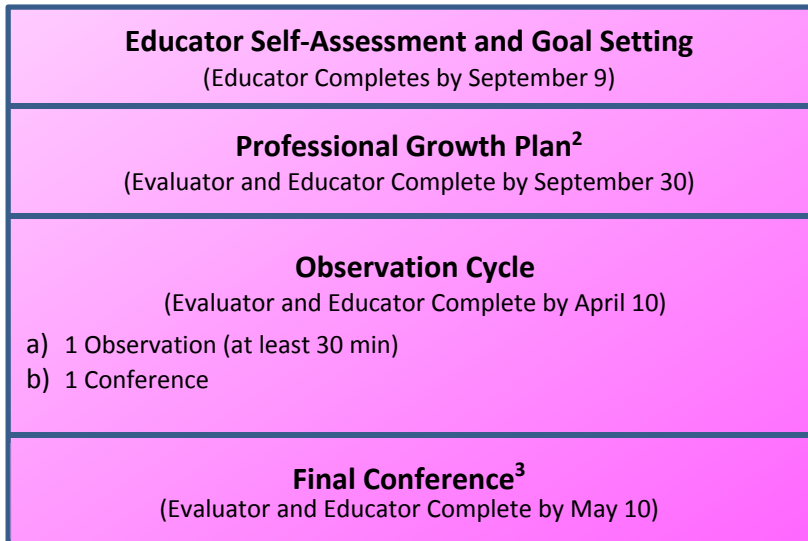 Educator Self-Assessment and Goal Setting
(Educator Completes by September 9)
Professional Growth Plan²
(Evaluator and Educator Complete by September 30)
Observation Cycle
(Evaluator and Educator Complete by April 10)
a) 1 Observation (at least 30 min)
b) 1 Conference
Final Conference³
(Evaluator and Educator Complete by May 10)